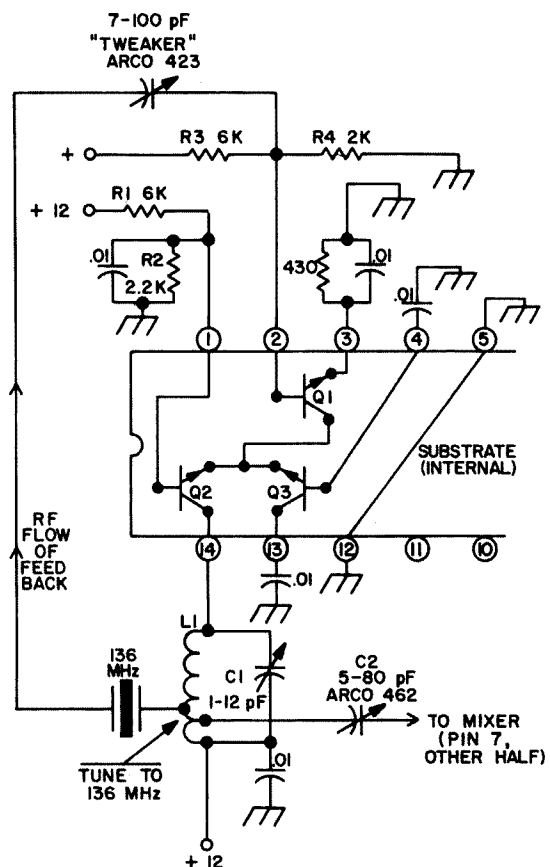 7-100 pF
"TWEAKER"
ARCO 423
R3 6K
R4 2K
+
R1 6K
+ 12
.01
R2
2.2K
430
.01
.01
1
2
3
4
5
Q1
SUBSTRATE
(INTERNAL)
Q2
Q3
14
13
12
11
10
RF
FLOW
OF
FEED
BACK
.01
L1
136
MHz
C1
1-12 pF
C2
5-80 pF
ARCO 462
TO MIXER
(PIN 7,
OTHER HALF)
TUNE TO
136 MHz
.01
+ 12